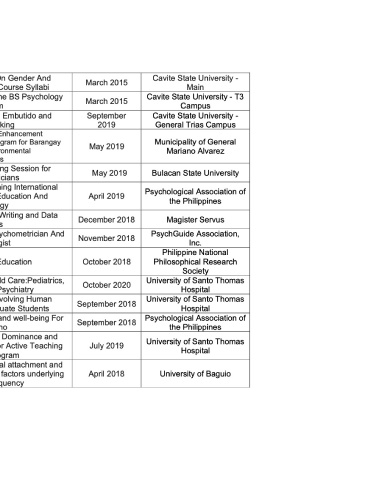 n Gender And
Course Syllabi
March 2015
Cavite State University -
Main
ne BS Psychology
March 2015
Cavite State University - T3
Campus
Embutido and
king
September
2019
Cavite State University -
General Trias Campus
Enhancement
gram for Barangay
ronmental
s
May 2019
Municipality of General
Mariano Alvarez
ng Session for
cians
May 2019
Bulacan State University
ning International
Education And
gy
April 2019
Psychological Association of
the Philippines
Writing and Data
s
December 2018
Magister Servus
ychometrician And
gist
November 2018
PsychGuide Association,
Inc.
Education
October 2018
Philippine National
Philosophical Research
Society
ld Care:Pediatrics,
Psychiatry
October 2020
University of Santo Thomas
Hospital
volving Human
uate Students
September 2018
University of Santo Thomas
Hospital
and well-being For
no
September 2018
Psychological Association of
the Philippines
Dominance and
or Active Teaching
ogram
July 2019
University of Santo Thomas
Hospital
al attachment and
factors underlying
quency
April 2018
University of Baguio